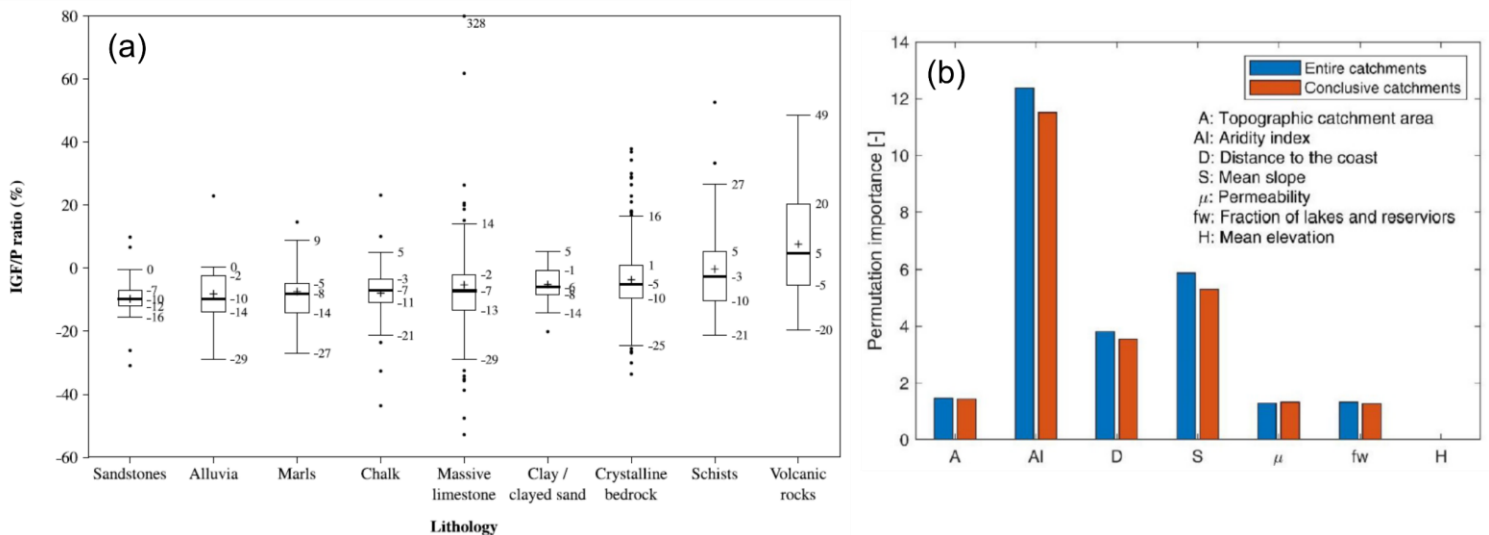 (a)
IGF/P ratio (%)
80
60
40
20
0
-20
-40
-60
328
0
-7
-10
-12
-16
0
-2
-10
-14
-29
9
-5
-8
-14
-27
5
-3
-7
-11
-21
14
-2
-7
-13
-29
5
-1
-6
-8
-14
16
1
-5
-10
-25
27
5
-3
-10
-21
49
20
5
-5
-20
Sandstones
Alluvia
Marls
Chalk
Massive
limestone
Clay /
clayed sand
Crystalline
bedrock
Schists
Volcanic
rocks
Lithology
(b)
Permutation importance [-]
14
12
10
8
6
4
2
0
Entire catchments
Conclusive catchments
A: Topographic catchment area
AI: Aridity index
D: Distance to the coast
S: Mean slope
μ: Permeability
fw: Fraction of lakes and reserviors
H: Mean elevation
A
AI
D
S
μ
fw
H